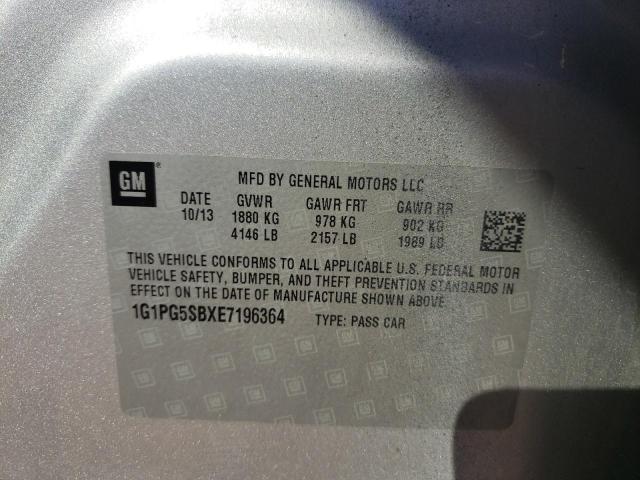 GM®
MFD BY GENERAL MOTORS LLC
DATE GVWR GAWR FRT GAWR RR
10/13 1880 KG 978 KG 902 KG
4146 LB 2157 LB 1989 LB
THIS VEHICLE CONFORMS TO ALL APPLICABLE U.S. FEDERAL MOTOR
VEHICLE SAFETY, BUMPER, AND THEFT PREVENTION STANDARDS IN
EFFECT ON THE DATE OF MANUFACTURE SHOWN ABOVE.
1G1PG5SBXE7196364 TYPE: PASS CAR